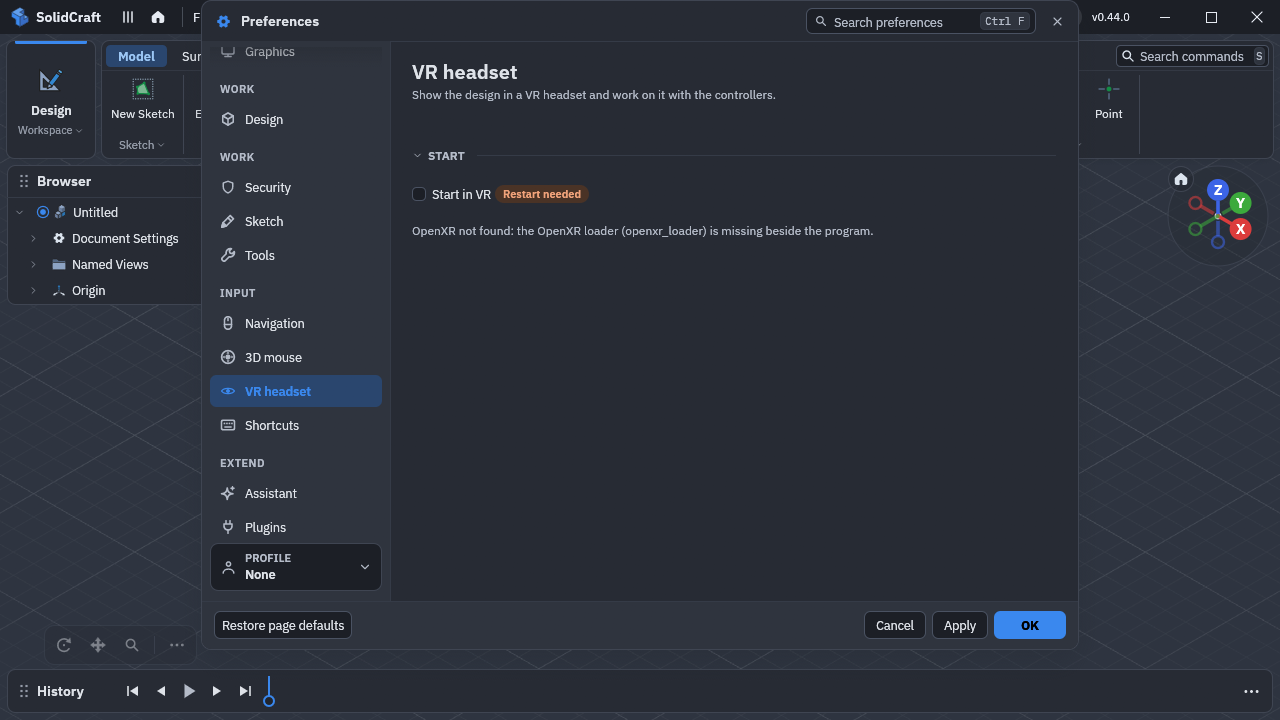 SolidCraft
F
Preferences
Search preferences
Ctrl F
v0.44.0
Model
Sur
Search commands
S
Design
Workspace
New Sketch
E
Sketch
Point
Browser
Untitled
Document Settings
Named Views
Origin
Graphics
WORK
Design
WORK
Security
Sketch
Tools
INPUT
Navigation
3D mouse
VR headset
Shortcuts
EXTEND
Assistant
Plugins
PROFILE
None
VR headset
Show the design in a VR headset and work on it with the controllers.
START
Start in VR
Restart needed
OpenXR not found: the OpenXR loader (openxr_loader) is missing beside the program.
Z
Y
X
Restore page defaults
Cancel
Apply
OK
History